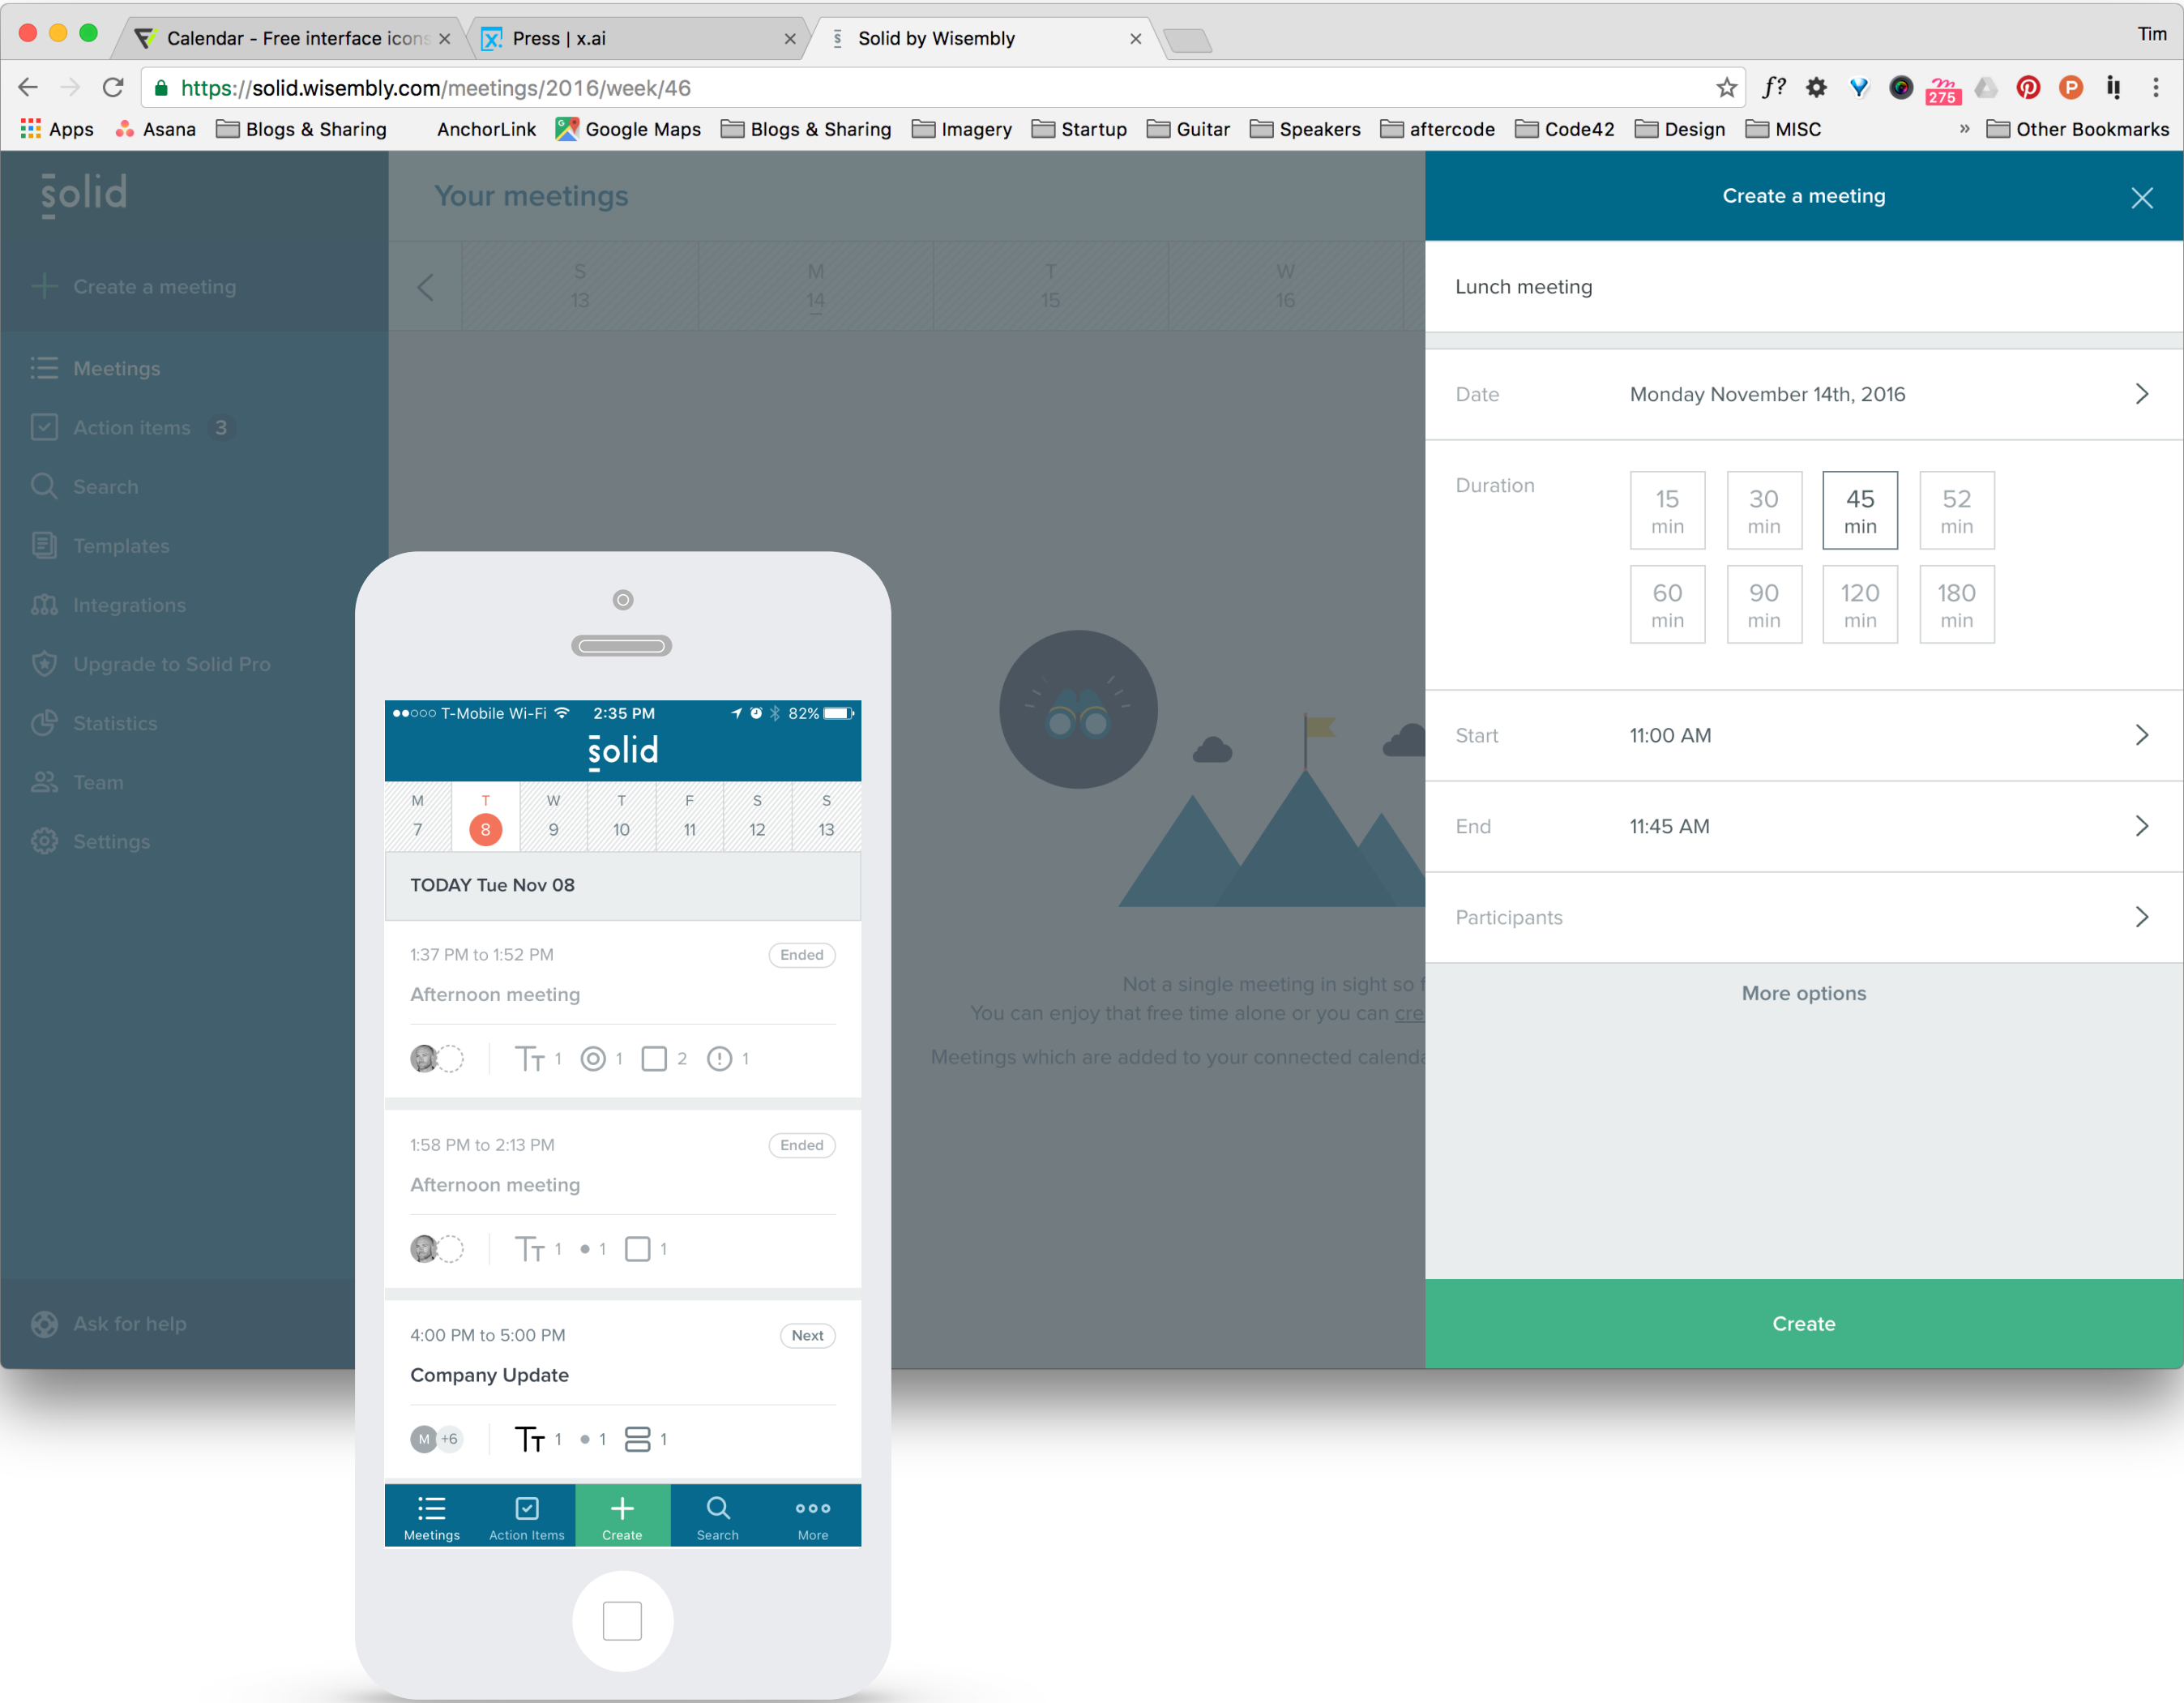 Calendar - Free interface icons
Press | x.ai
Solid by Wisembly
Tim
https://solid.wisembly.com/meetings/2016/week/46
f?
275
P
Apps
Asana
Blogs & Sharing
AnchorLink
Google Maps
Blogs & Sharing
Imagery
Startup
Guitar
Speakers
aftercode
Code42
Design
MISC
»
Other Bookmarks
solid
Create a meeting
Meetings
Action items 3
Search
Templates
Integrations
Upgrade to Solid Pro
Statistics
Team
Settings
Ask for help
Your meetings
S
13
M
14
T
15
W
16
Not a single meeting in sight so f
You can enjoy that free time alone or you can cre
Meetings which are added to your connected calenda
Create a meeting
Lunch meeting
Date Monday November 14th, 2016
Duration
15 min
30 min
45 min
52 min
60 min
90 min
120 min
180 min
Start 11:00 AM
End 11:45 AM
Participants
More options
Create
T-Mobile Wi-Fi 2:35 PM 82%
solid
M T W T F S S
7 8 9 10 11 12 13
TODAY Tue Nov 08
1:37 PM to 1:52 PM Ended
Afternoon meeting
TT 1 1 2 1
1:58 PM to 2:13 PM Ended
Afternoon meeting
TT 1 1 1
4:00 PM to 5:00 PM Next
Company Update
M +6 TT 1 1 1
Meetings
Action Items
Create
Search
More